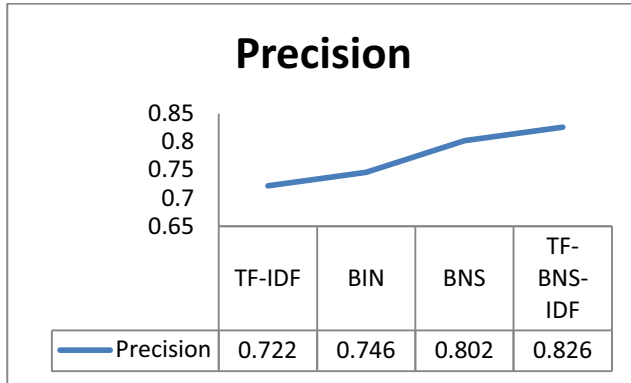 Precision
0.85
0.8
0.75
0.7
0.65
TF-IDF BIN BNS TF-
BNS-
IDF
Precision 0.722 0.746 0.802 0.826